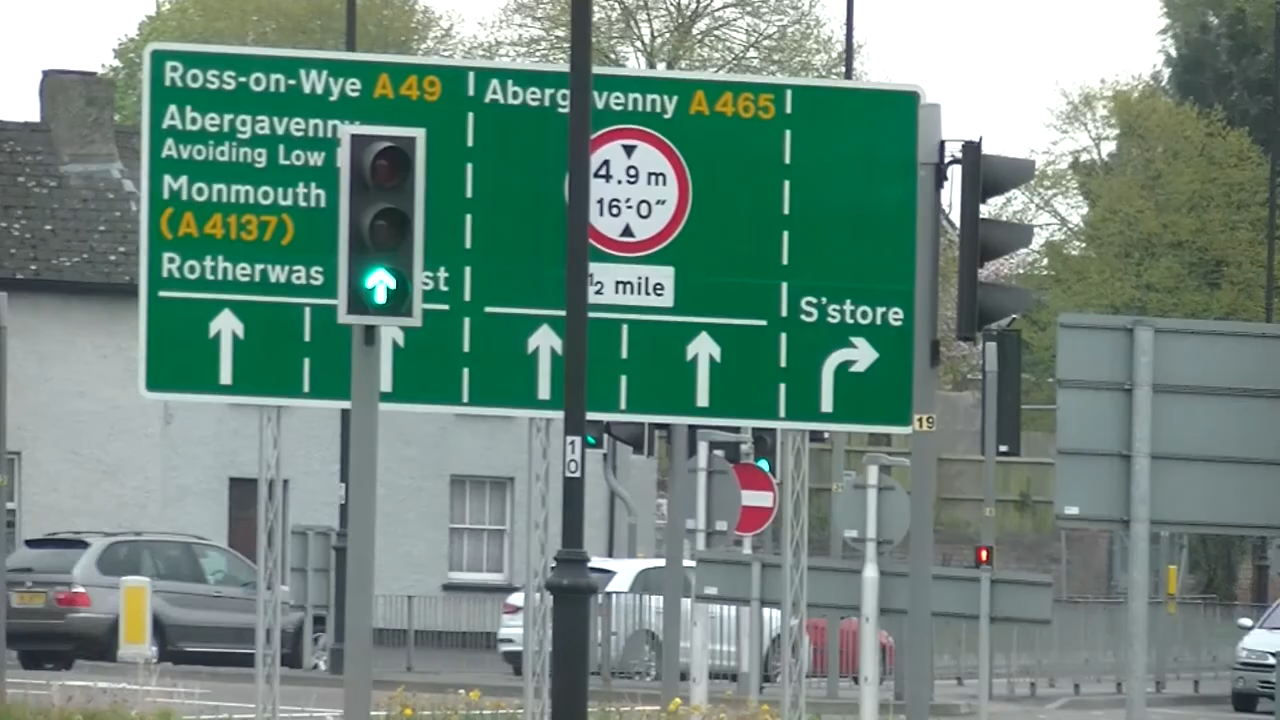 Ross-on-Wye A49
Abergavenny
Avoiding Low
Monmouth
(A4137)
Rotherwas st
Abergavenny A465
4.9 m
16'-0"
½ mile
S'store
19
10